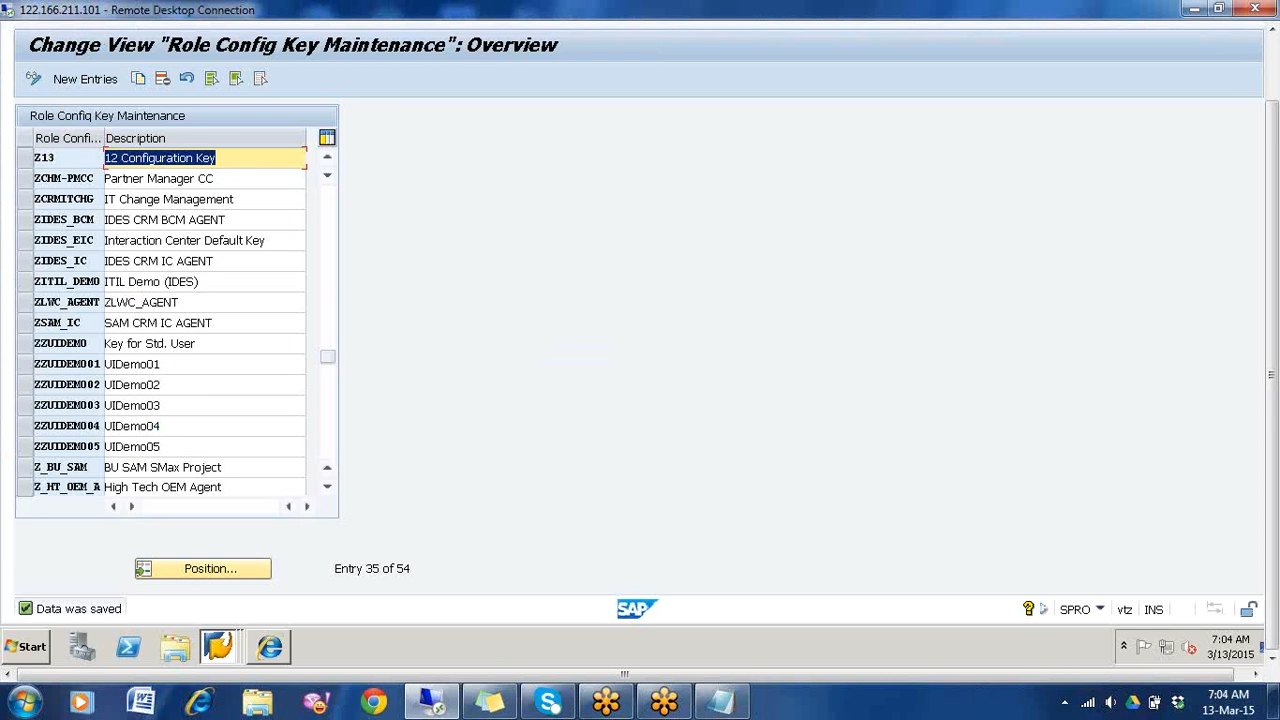 122.166.211.101 - Remote Desktop Connection
Change View "Role Config Key Maintenance": Overview
New Entries
Role Config Key Maintenance
Role Confi... Description
Z13 12 Configuration Key
ZCHM-PMCC Partner Manager CC
ZCRMITCHG IT Change Management
ZIDES_BCM IDES CRM BCM AGENT
ZIDES_EIC Interaction Center Default Key
ZIDES_IC IDES CRM IC AGENT
ZITIL_DEMO ITIL Demo (IDES)
ZLWC_AGENT ZLWC_AGENT
ZSAM_IC SAM CRM IC AGENT
ZZUIDEMO Key for Std. User
ZZUIDEMO01 UIDemo01
ZZUIDEMO02 UIDemo02
ZZUIDEMO03 UIDemo03
ZZUIDEMO04 UIDemo04
ZZUIDEMO05 UIDemo05
Z_BU_SAM BU SAM SMax Project
Z_HT_OEM_A High Tech OEM Agent
Position... Entry 35 of 54
Data was saved SAP SPRO vtz INS
Start 7:04 AM
3/13/2015
7:04 AM
13-Mar-15